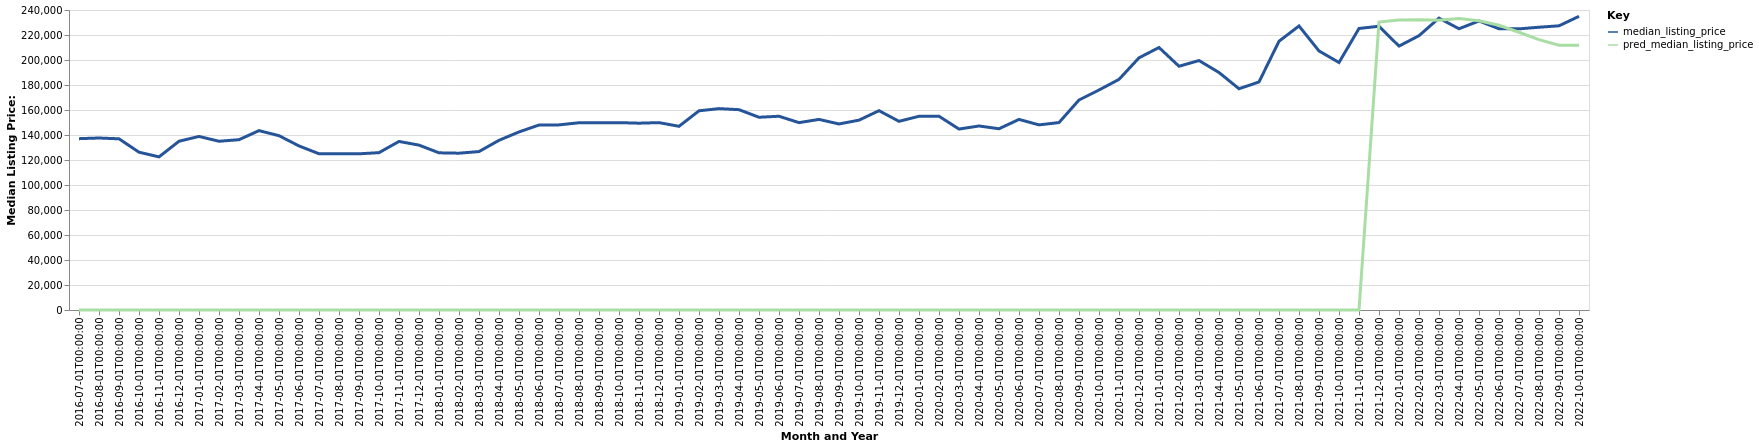 240,000
220,000
200,000
180,000
160,000
140,000
120,000
100,000
80,000
60,000
40,000
20,000
0
Median Listing Price:
2016-07-01T00:00:00
2016-08-01T00:00:00
2016-09-01T00:00:00
2016-10-01T00:00:00
2016-11-01T00:00:00
2016-12-01T00:00:00
2017-01-01T00:00:00
2017-02-01T00:00:00
2017-03-01T00:00:00
2017-04-01T00:00:00
2017-05-01T00:00:00
2017-06-01T00:00:00
2017-07-01T00:00:00
2017-08-01T00:00:00
2017-09-01T00:00:00
2017-10-01T00:00:00
2017-11-01T00:00:00
2017-12-01T00:00:00
2018-01-01T00:00:00
2018-02-01T00:00:00
2018-03-01T00:00:00
2018-04-01T00:00:00
2018-05-01T00:00:00
2018-06-01T00:00:00
2018-07-01T00:00:00
2018-08-01T00:00:00
2018-09-01T00:00:00
2018-10-01T00:00:00
2018-11-01T00:00:00
2018-12-01T00:00:00
2019-01-01T00:00:00
2019-02-01T00:00:00
2019-03-01T00:00:00
2019-04-01T00:00:00
2019-05-01T00:00:00
2019-06-01T00:00:00
2019-07-01T00:00:00
2019-08-01T00:00:00
2019-09-01T00:00:00
2019-10-01T00:00:00
2019-11-01T00:00:00
2019-12-01T00:00:00
2020-01-01T00:00:00
2020-02-01T00:00:00
2020-03-01T00:00:00
2020-04-01T00:00:00
2020-05-01T00:00:00
2020-06-01T00:00:00
2020-07-01T00:00:00
2020-08-01T00:00:00
2020-09-01T00:00:00
2020-10-01T00:00:00
2020-11-01T00:00:00
2020-12-01T00:00:00
2021-01-01T00:00:00
2021-02-01T00:00:00
2021-03-01T00:00:00
2021-04-01T00:00:00
2021-05-01T00:00:00
2021-06-01T00:00:00
2021-07-01T00:00:00
2021-08-01T00:00:00
2021-09-01T00:00:00
2021-10-01T00:00:00
2021-11-01T00:00:00
2021-12-01T00:00:00
2022-01-01T00:00:00
2022-02-01T00:00:00
2022-03-01T00:00:00
2022-04-01T00:00:00
2022-05-01T00:00:00
2022-06-01T00:00:00
2022-07-01T00:00:00
2022-08-01T00:00:00
2022-09-01T00:00:00
2022-10-01T00:00:00
Month and Year
Key
median_listing_price
pred_median_listing_price